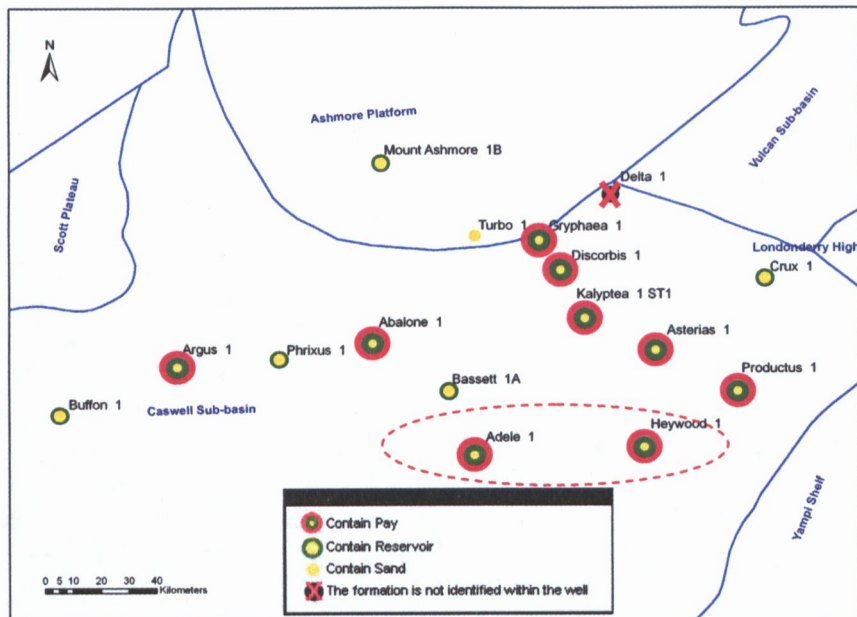 N
Ashmore Platform
Vulcan Sub-basin
Mount Ashmore 1B
Delta 1
Scott Plateau
Turbo 1
Gryphaea 1
Discorbis 1
Londonderry High
Crux 1
Kalyptea 1 ST1
Abalone 1
Asterias 1
Argus 1
Phrixus 1
Productus 1
Bassett 1A
Buffon 1
Caswell Sub-basin
Adele 1
Heywood 1
Yampi Shelf
Contain Pay
Contain Reservoir
Contain Sand
The formation is not identified within the well
0 5 10 20 30 40
Kilometers